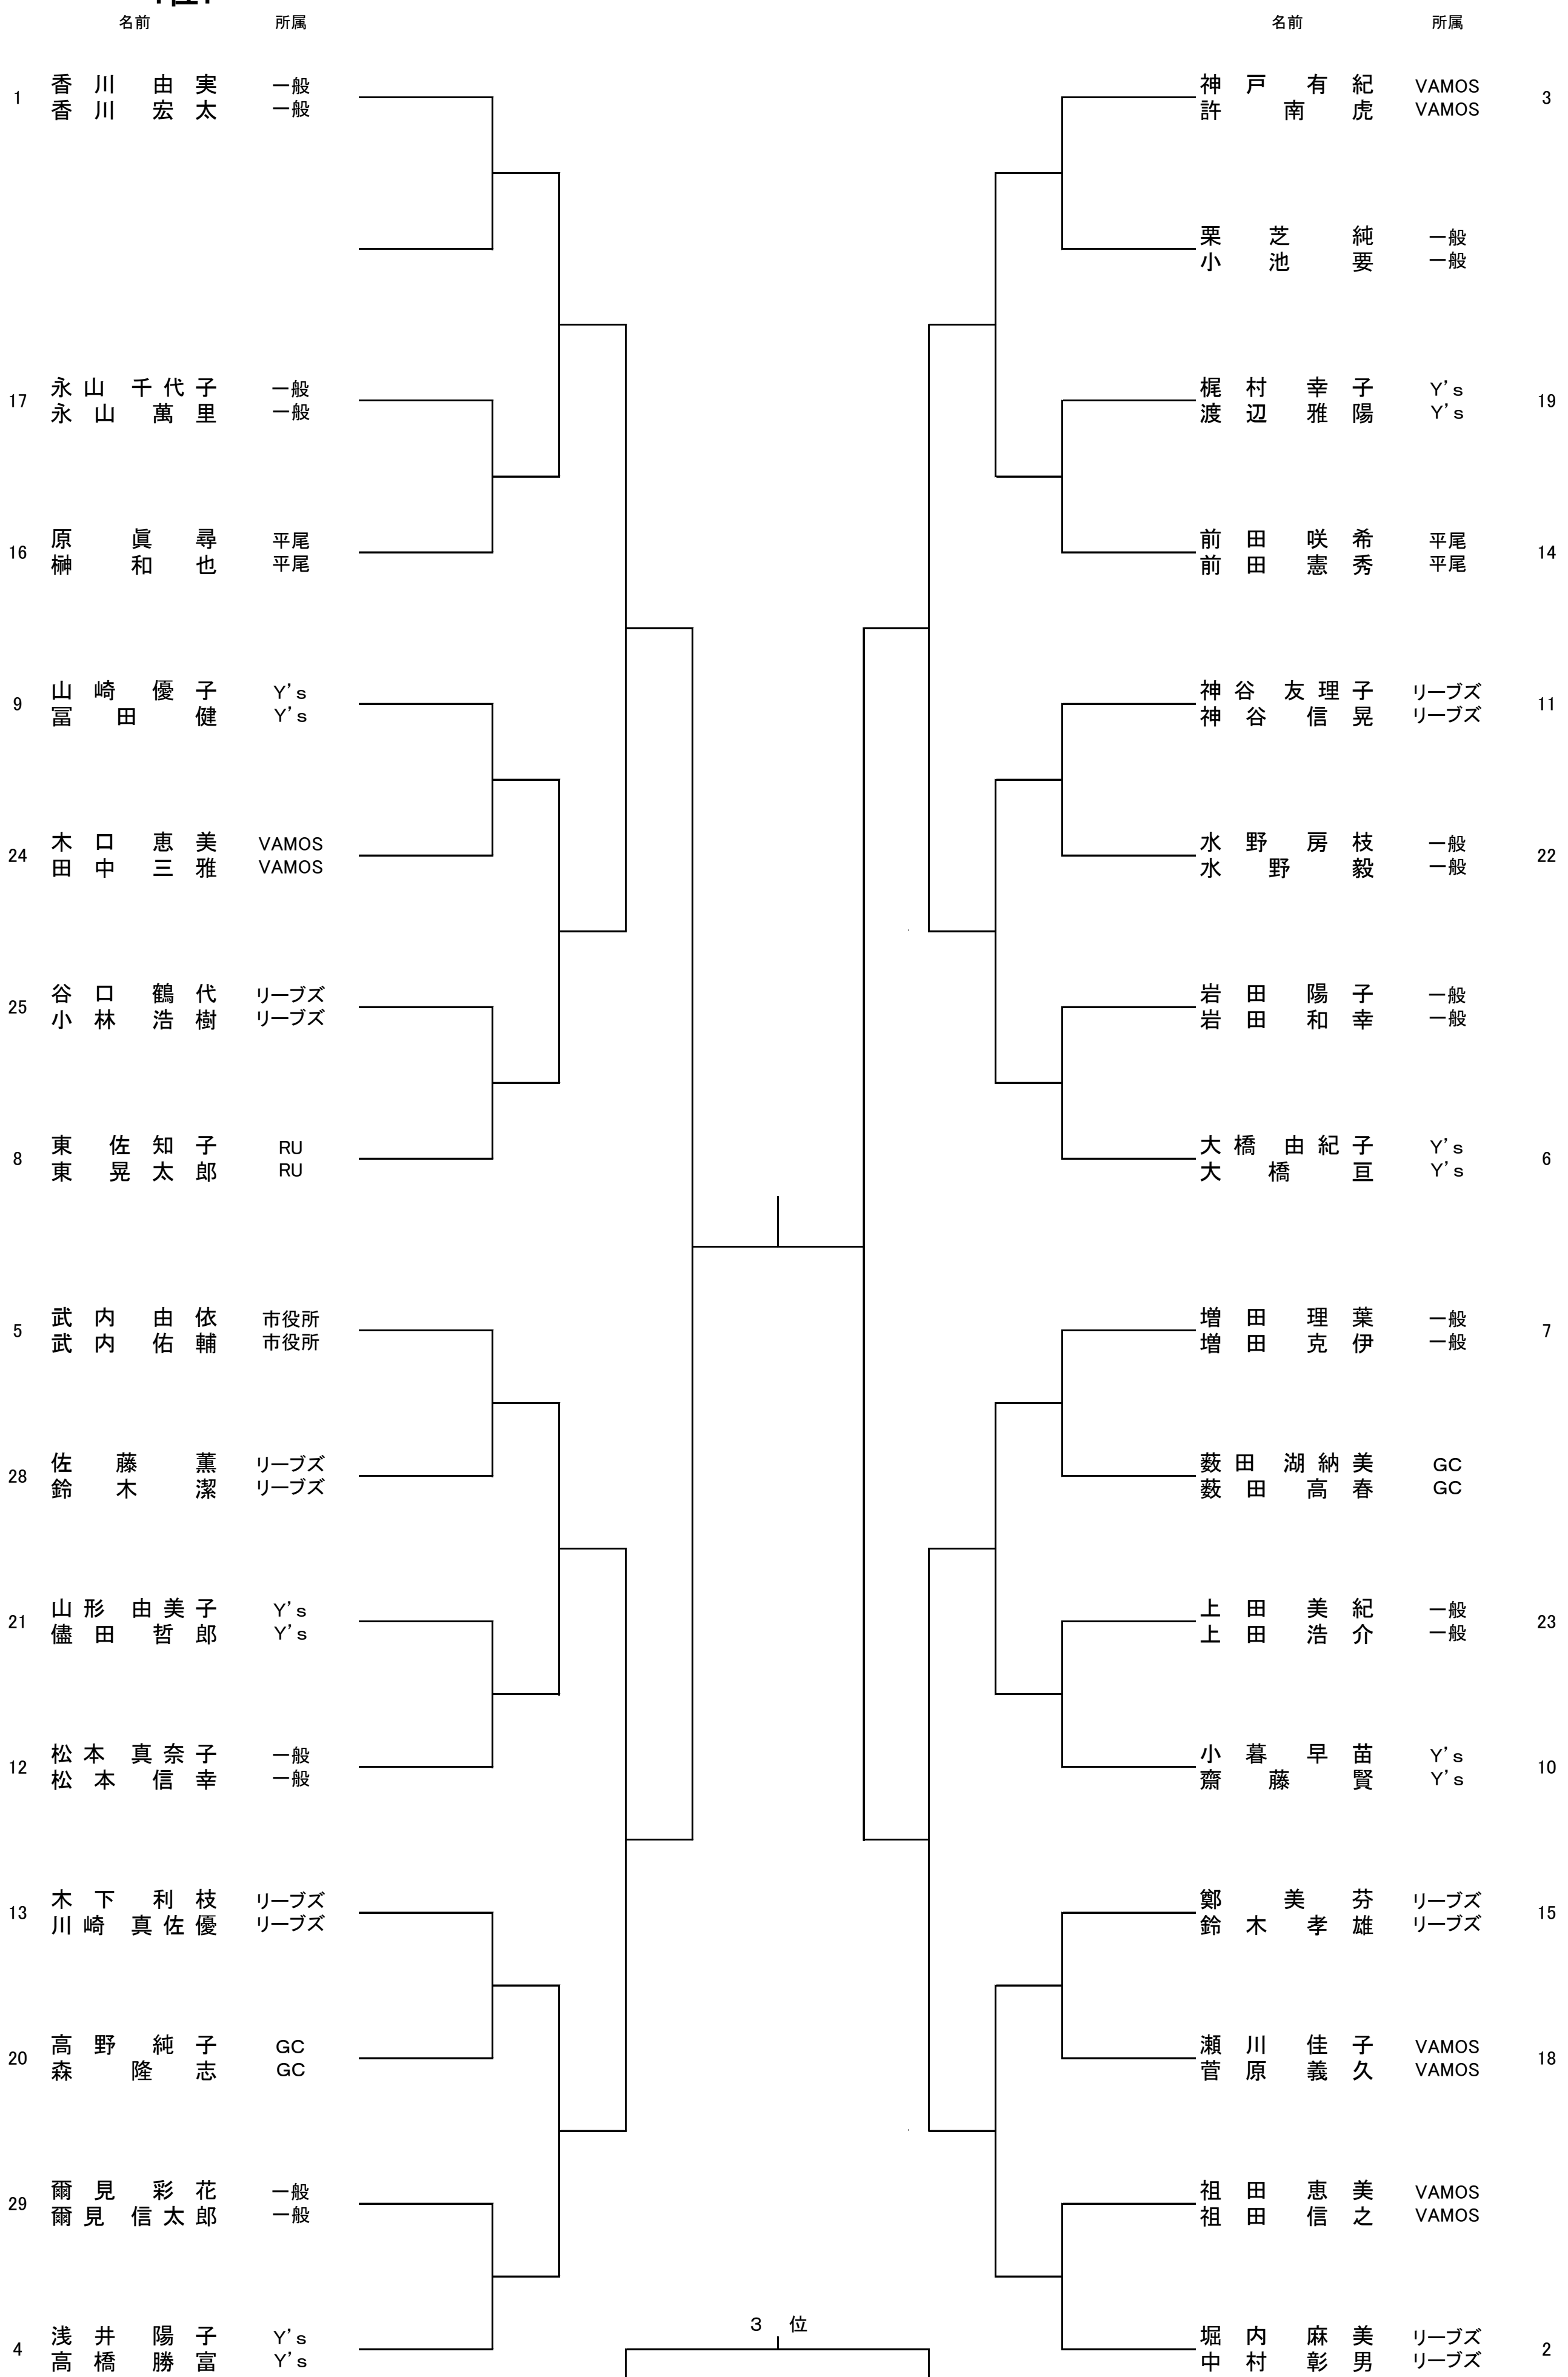 名前 所属
1 香川 由実 一般
香川 宏太 一般
17 永山 千代子 一般
永山 萬里 一般
16 原 眞尋 平尾
榊 和也 平尾
9 山崎 優子 Y's
冨田 健 Y's
24 木口 恵美 VAMOS
田中 三雅 VAMOS
25 谷口 鶴代 リーブズ
小林 浩樹 リーブズ
8 東 佐知子 RU
東 晃太郎 RU
5 武内 由依 市役所
武内 佑輔 市役所
28 佐藤 薫 リーブズ
鈴木 潔 リーブズ
21 山形 由美子 Y's
儘田 哲郎 Y's
12 松本 真奈子 一般
松本 信幸 一般
13 木下 利枝 リーブズ
川崎 真佐優 リーブズ
20 高野 純子 GC
森 隆志 GC
29 爾見 彩花 一般
爾見 信太郎 一般
4 浅井 陽子 Y's
高橋 勝富 Y's
名前 所属
神戸 有紀 VAMOS 3
許 南虎 VAMOS
栗芝 純 一般
小池 要 一般
梶村 幸子 Y's 19
渡辺 雅陽 Y's
前田 咲希 平尾 14
前田 憲秀 平尾
神谷 友理子 リーブズ 11
神谷 信晃 リーブズ
水野 房枝 一般 22
水野 毅 一般
岩田 陽子 一般
岩田 和幸 一般
大橋 由紀子 Y's 6
大橋 亘 Y's
増田 理葉 一般 7
増田 克伊 一般
薮田 湖納美 GC
薮田 高春 GC
上田 美紀 一般 23
上田 浩介 一般
小暮 早苗 Y's 10
齋藤 賢 Y's
鄭 美芬 リーブズ 15
鈴木 孝雄 リーブズ
瀬川 佳子 VAMOS 18
菅原 義久 VAMOS
祖田 恵美 VAMOS
祖田 信之 VAMOS
堀内 麻美 リーブズ 2
中村 彰男 リーブズ
3 位